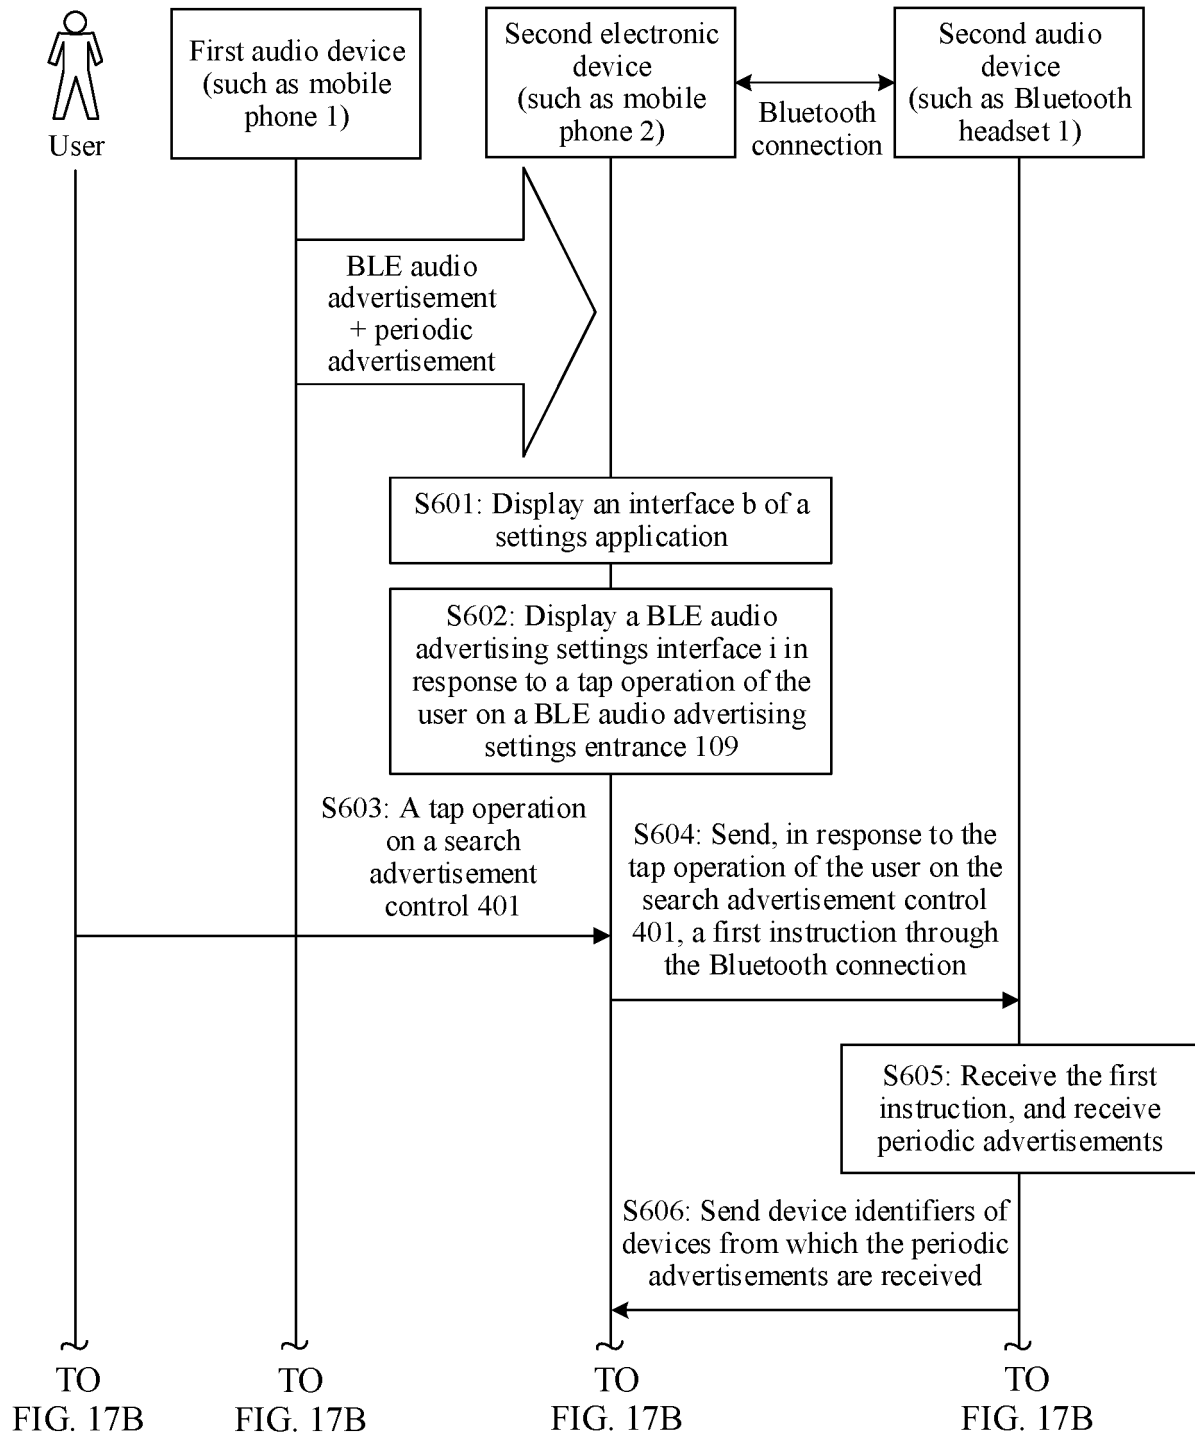 User
First audio device
(such as mobile
phone 1)
Second electronic
device
(such as mobile
phone 2)
Bluetooth
connection
Second audio
device
(such as Bluetooth
headset 1)
BLE audio
advertisement
+ periodic
advertisement
S601: Display an interface b of a
settings application
S602: Display a BLE audio
advertising settings interface i in
response to a tap operation of the
user on a BLE audio advertising
settings entrance 109
S603: A tap operation
on a search
advertisement
control 401
S604: Send, in response to the
tap operation of the user on the
search advertisement control
401, a first instruction through
the Bluetooth connection
S605: Receive the first
instruction, and receive
periodic advertisements
S606: Send device identifiers of
devices from which the periodic
advertisements are received
TO
FIG. 17B
TO
FIG. 17B
TO
FIG. 17B
TO
FIG. 17B